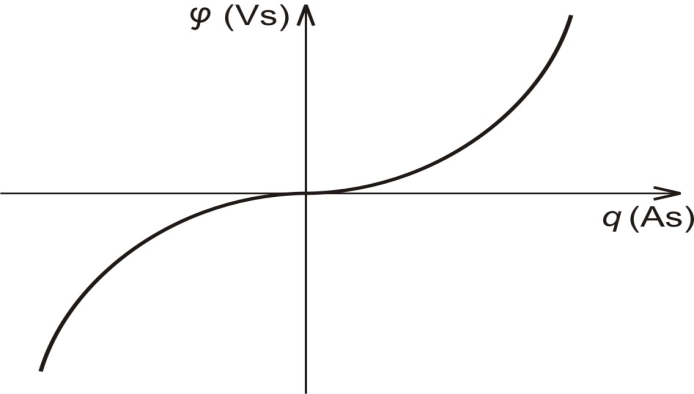 φ (Vs)
q (As)